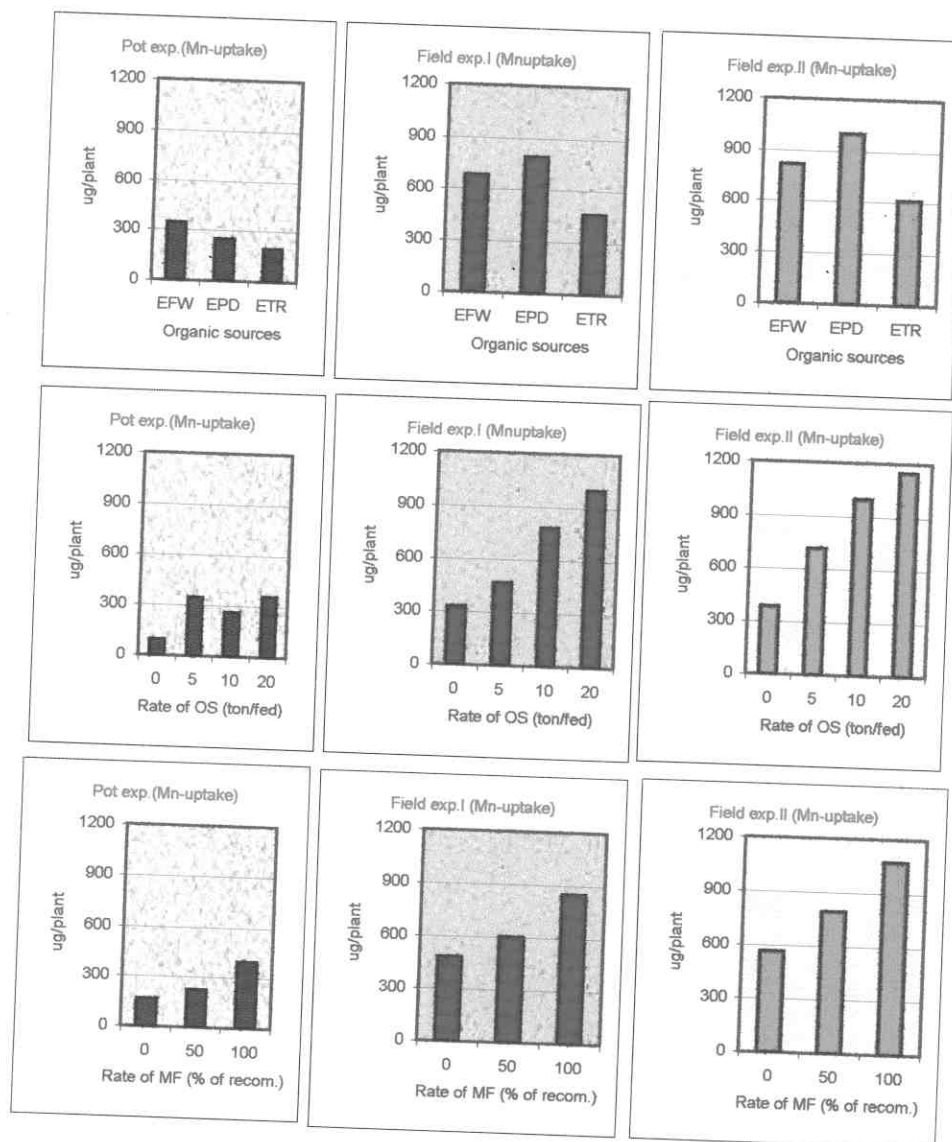 Pot exp.(Mn-uptake)
1200
900
600
300
0
ug/plant
EFW EPD ETR
Organic sources
Field exp.I (Mnuptake)
1200
900
600
300
0
ug/plant
EFW EPD ETR
Organic sources
Field exp.II (Mn-uptake)
1200
900
600
300
0
ug/plant
EFW EPD ETR
Organic sources
Pot exp.(Mn-uptake)
1200
900
600
300
0
ug/plant
0 5 10 20
Rate of OS (ton/fed)
Field exp.I (Mnuptake)
1200
900
600
300
0
ug/plant
0 5 10 20
Rate of OS (ton/fed)
Field exp.II (Mn-uptake)
1200
900
600
300
0
ug/plant
0 5 10 20
Rate of OS (ton/fed)
Pot exp.(Mn-uptake)
1200
900
600
300
0
ug/plant
0 50 100
Rate of MF (% of recom.)
Field exp.I (Mn-uptake)
1200
900
600
300
0
ug/plant
0 50 100
Rate of MF (% of recom.)
Field exp.II (Mn-uptake)
1200
900
600
300
0
ug/plant
0 50 100
Rate of MF (% of recom.)